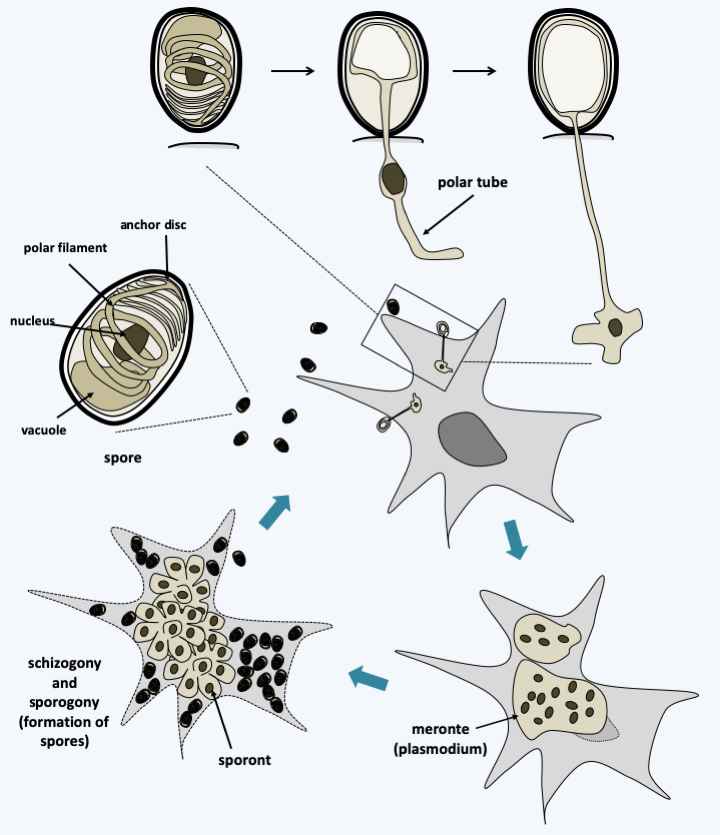 polar tube
anchor disc
polar filament
nucleus
vacuole
spore
schizogony
and
sporogony
(formation of
spores)
sporont
meronte
(plasmodium)